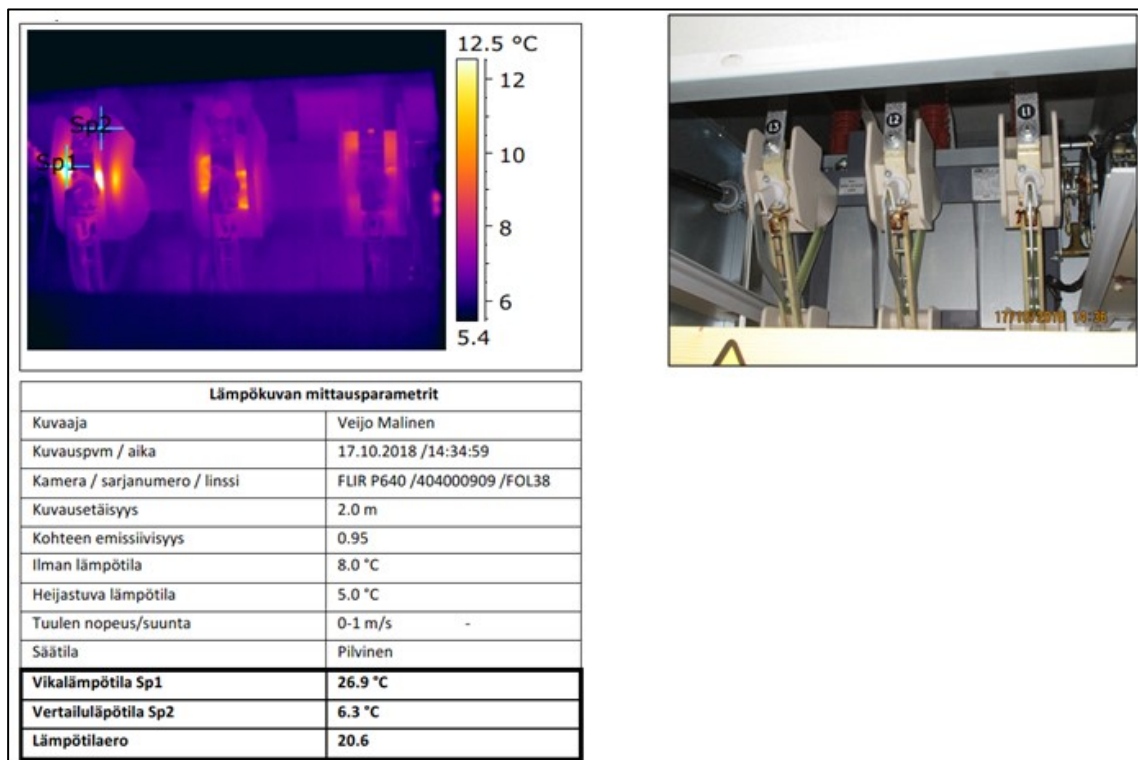 12.5 °C
12
10
8
6
5.4
Sp2
Sp1
L3
L2
L1
Lämpökuvan mittausparametrit
Kuvaaja Veijo Malinen
Kuvauspvm / aika 17.10.2018 /14:34:59
Kamera / sarjanumero / linssi FLIR P640 /404000909 /FOL38
Kuvausetäisyys 2.0 m
Kohteen emissiivisyys 0.95
Ilman lämpötila 8.0 °C
Heijastuva lämpötila 5.0 °C
Tuulen nopeus/suunta 0-1 m/s -
Säätila Pilvinen
Vikalämpötila Sp1 26.9 °C
Vertailuläpötila Sp2 6.3 °C
Lämpötilaero 20.6